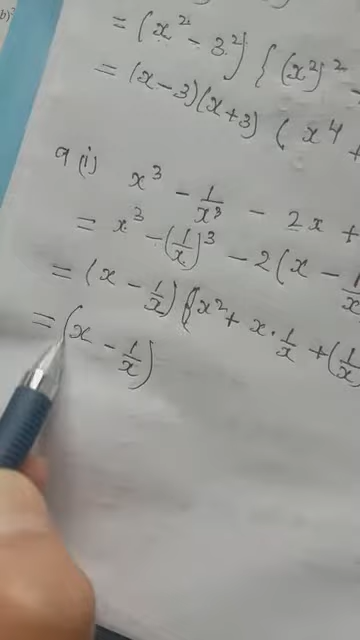 b)
= (x² - 3²) { (x²)² -
= (x-3)(x+3) ( x⁴ +
9 (i) x³ - 1/x³ - 2x +
= x³ - (1/x)³ - 2(x - 1/x
= (x - 1/x) {x² + x · 1/x + (1/x)
= (x - 1/x)